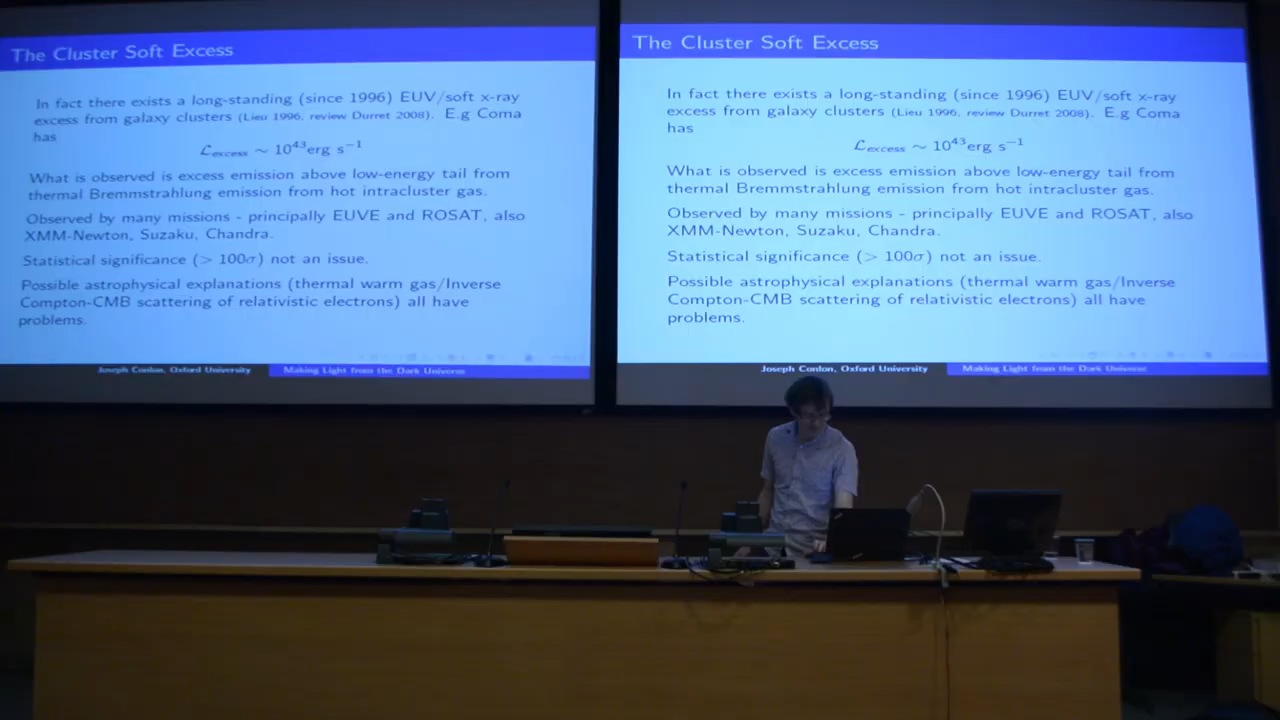 The Cluster Soft Excess
In fact there exists a long-standing (since 1996) EUV/soft x-ray
excess from galaxy clusters (Lieu 1996, review Durret 2008). E.g Coma
has
ℒexcess ∼ 10⁴³erg s⁻¹
What is observed is excess emission above low-energy tail from
thermal Bremmstrahlung emission from hot intracluster gas.
Observed by many missions - principally EUVE and ROSAT, also
XMM-Newton, Suzaku, Chandra.
Statistical significance (> 100σ) not an issue.
Possible astrophysical explanations (thermal warm gas/Inverse
Compton-CMB scattering of relativistic electrons) all have
problems.
Joseph Conlon, Oxford University
Making Light from the Dark Universe
The Cluster Soft Excess
In fact there exists a long-standing (since 1996) EUV/soft x-ray
excess from galaxy clusters (Lieu 1996, review Durret 2008). E.g Coma
has
ℒexcess ∼ 10⁴³erg s⁻¹
What is observed is excess emission above low-energy tail from
thermal Bremmstrahlung emission from hot intracluster gas.
Observed by many missions - principally EUVE and ROSAT, also
XMM-Newton, Suzaku, Chandra.
Statistical significance (> 100σ) not an issue.
Possible astrophysical explanations (thermal warm gas/Inverse
Compton-CMB scattering of relativistic electrons) all have
problems.
Joseph Conlon, Oxford University
Making Light from the Dark Universe